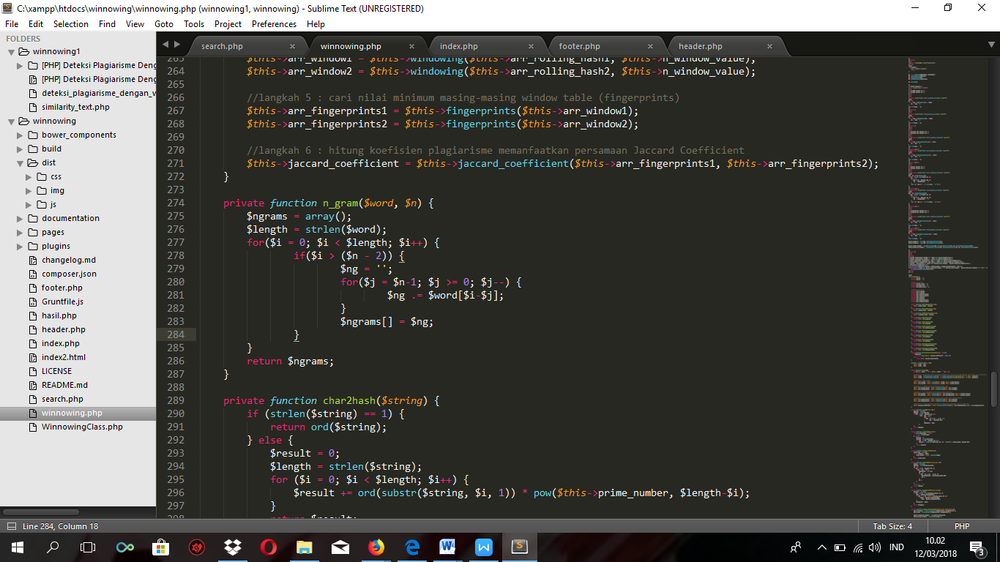 C:\xampp\htdocs\winnowing\winnowing.php (winnowing1, winnowing) - Sublime Text (UNREGISTERED)
File Edit Selection Find View Goto Tools Project Preferences Help
FOLDERS
winnowing1
[PHP] Deteksi Plagiarisme Deng
[PHP] Deteksi Plagiarisme Deng
deteksi_plagiarisme_dengan_w
similarity_text.php
winnowing
bower_components
build
dist
css
img
js
documentation
pages
plugins
changelog.md
composer.json
footer.php
Gruntfile.js
hasil.php
header.php
index.php
index2.html
LICENSE
README.md
search.php
winnowing.php
WinnowingClass.php
search.php × winnowing.php × index.php × footer.php × header.php ×
263 $this->arr_window1 = $this->windowing($this->arr_rolling_hash1, $this->n_window_value);
264 $this->arr_window2 = $this->windowing($this->arr_rolling_hash2, $this->n_window_value);
265
266 //langkah 5 : cari nilai minimum masing-masing window table (fingerprints)
267 $this->arr_fingerprints1 = $this->fingerprints($this->arr_window1);
268 $this->arr_fingerprints2 = $this->fingerprints($this->arr_window2);
269
270 //langkah 6 : hitung koefisien plagiarisme memanfaatkan persamaan Jaccard Coefficient
271 $this->jaccard_coefficient = $this->jaccard_coefficient($this->arr_fingerprints1, $this->arr_fingerprints2);
272 }
273
274 private function n_gram($word, $n) {
275 $ngrams = array();
276 $length = strlen($word);
277 for($i = 0; $i < $length; $i++) {
278 if($i > ($n - 2)) {
279 $ng = '';
280 for($j = $n-1; $j >= 0; $j--) {
281 $ng .= $word[$i-$j];
282 }
283 $ngrams[] = $ng;
284 }
285 }
286 return $ngrams;
287 }
288
289 private function char2hash($string) {
290 if (strlen($string) == 1) {
291 return ord($string);
292 } else {
293 $result = 0;
294 $length = strlen($string);
295 for ($i = 0; $i < $length; $i++) {
296 $result += ord(substr($string, $i, 1)) * pow($this->prime_number, $length-$i);
297 }
298 return $result;
Line 284, Column 18 Tab Size: 4 PHP
IND
10.02
12/03/2018
3